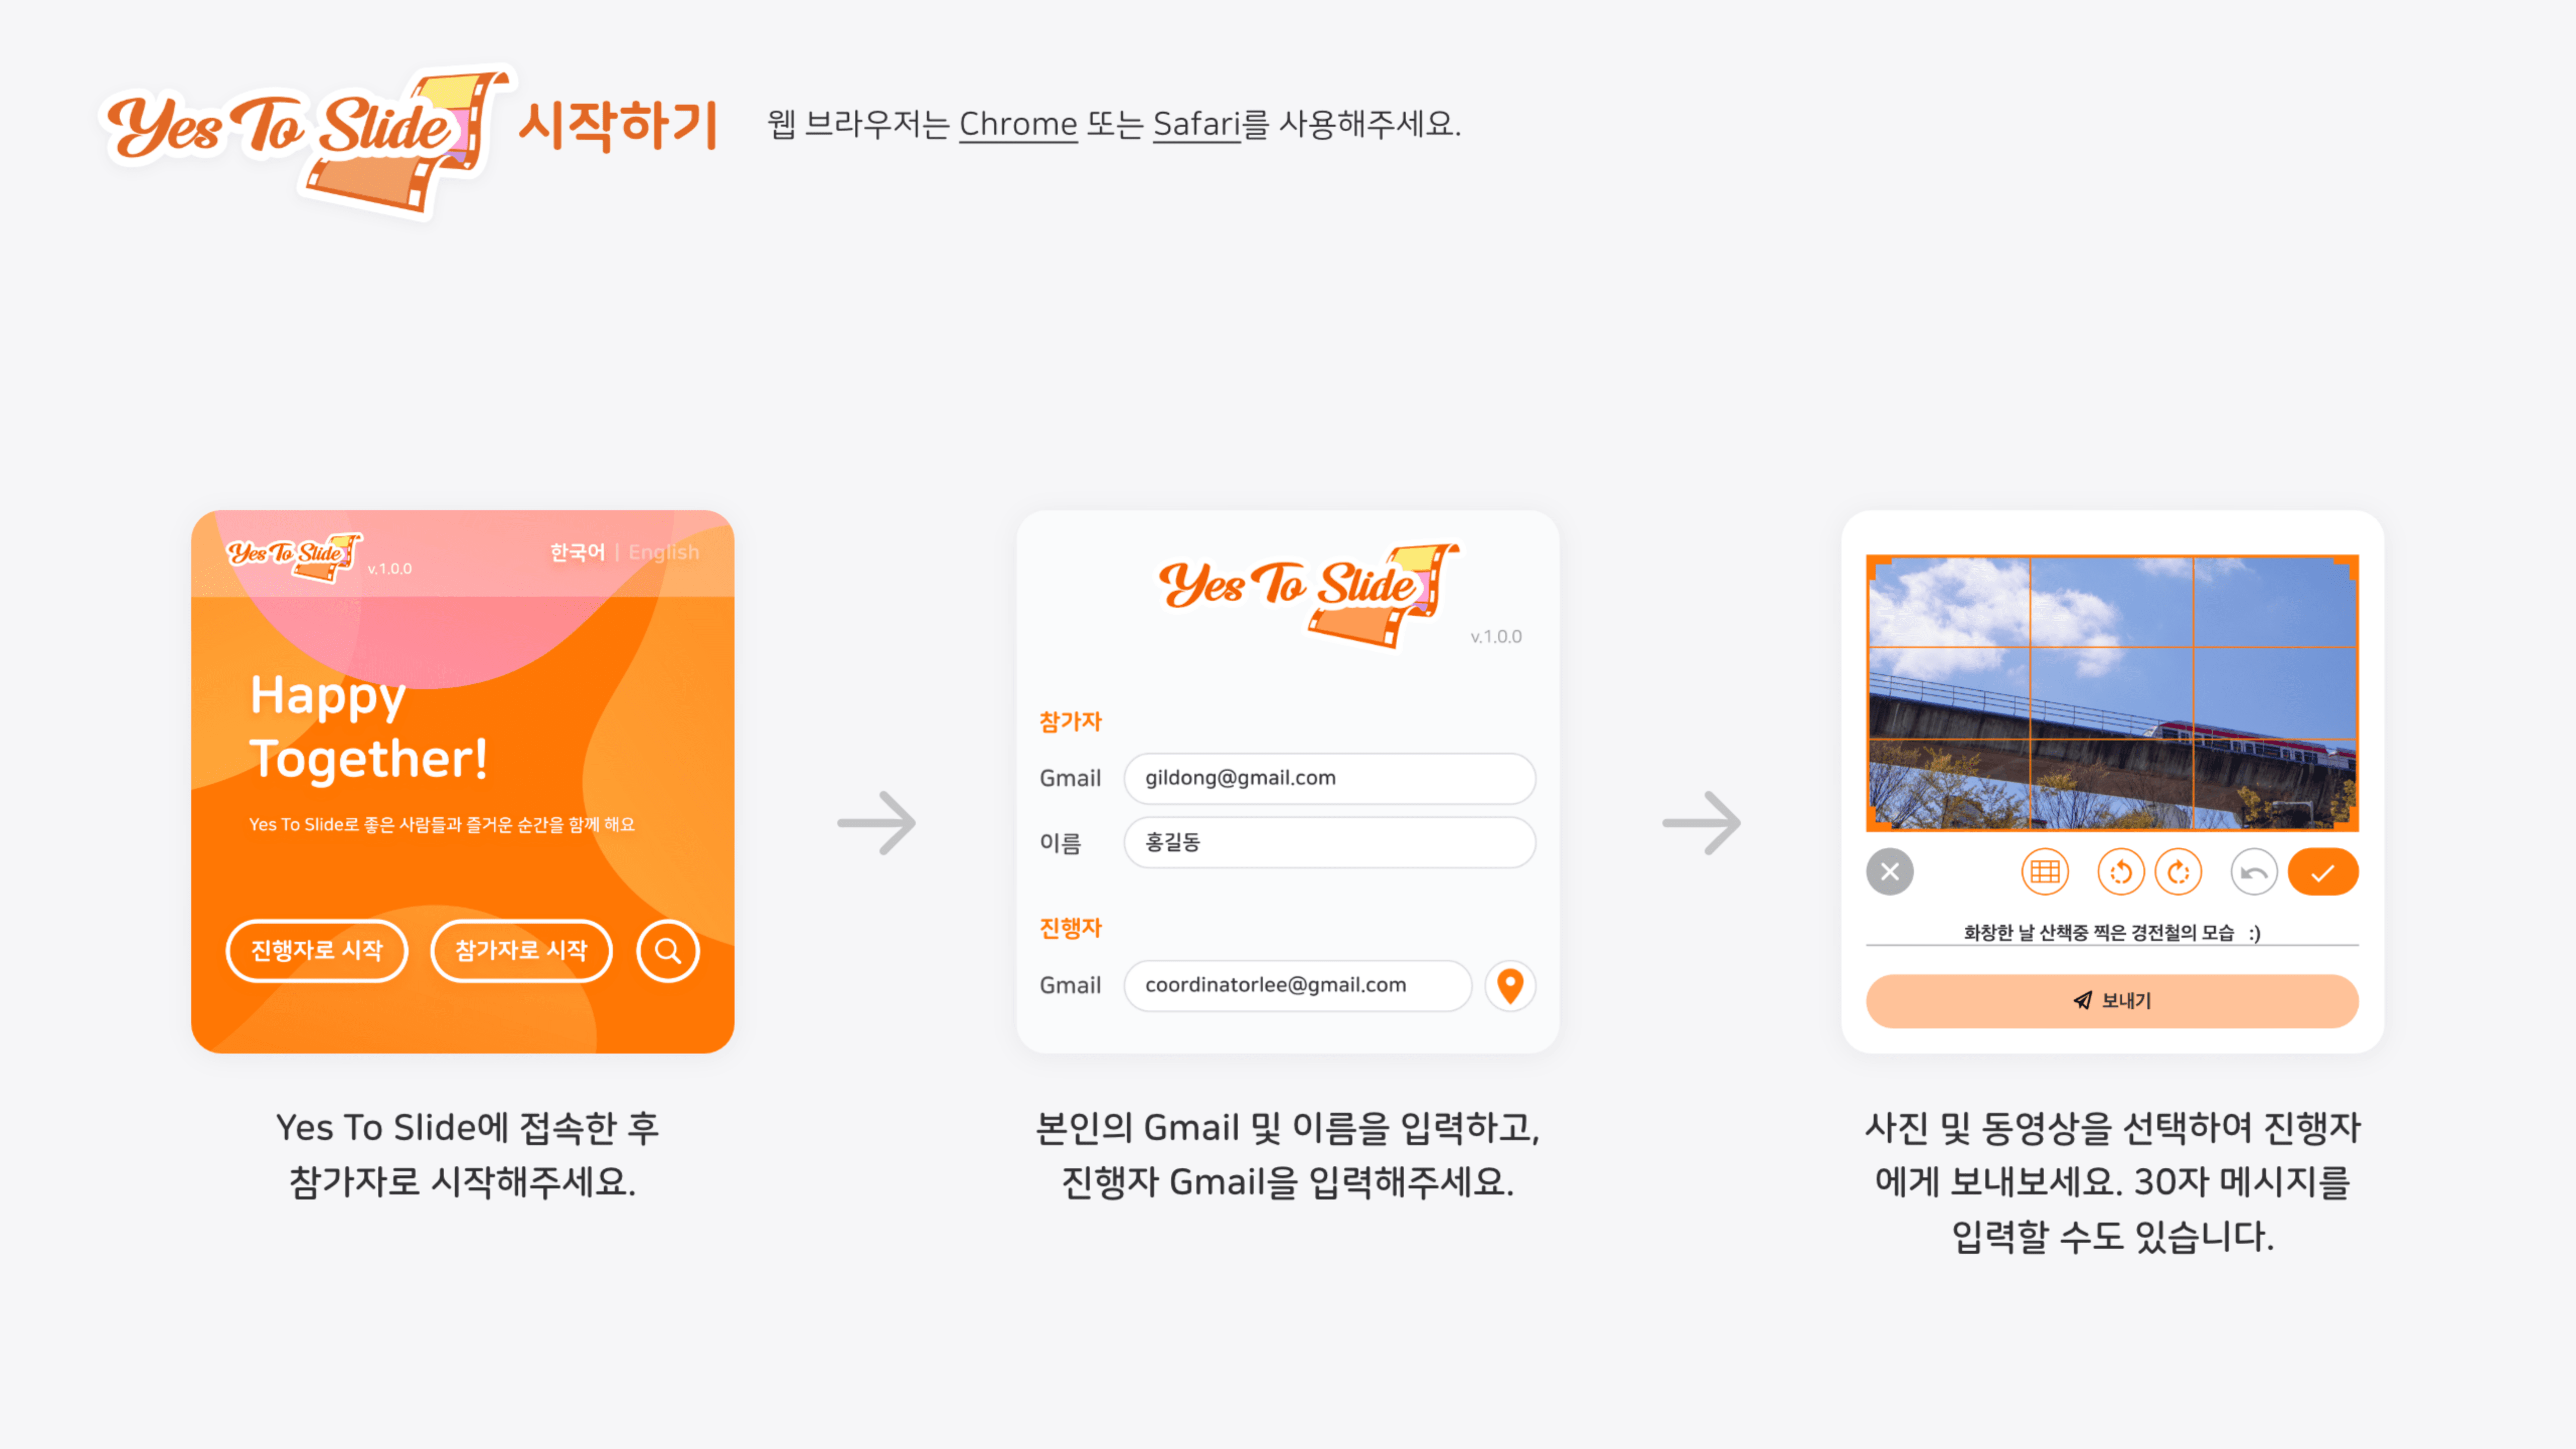 Yes To Slide 시작하기 웹 브라우저는 Chrome 또는 Safari를 사용해주세요.
Yes To Slide v.1.0.0 한국어 | English
Happy
Together!
Yes To Slide로 좋은 사람들과 즐거운 순간을 함께 해요
진행자로 시작 참가자로 시작
Yes To Slide에 접속한 후
참가자로 시작해주세요.
Yes To Slide v.1.0.0
참가자
Gmail gildong@gmail.com
이름 홍길동
진행자
Gmail coordinatorlee@gmail.com
본인의 Gmail 및 이름을 입력하고,
진행자 Gmail을 입력해주세요.
화창한 날 산책중 찍은 경전철의 모습 :)
보내기
사진 및 동영상을 선택하여 진행자
에게 보내보세요. 30자 메시지를
입력할 수도 있습니다.